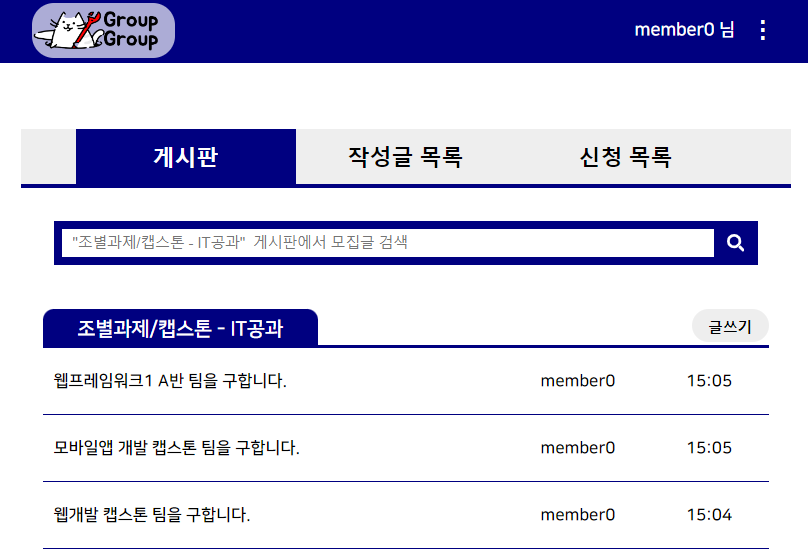 Group
Group
member0 님
게시판 작성글 목록 신청 목록
"조별과제/캡스톤 - IT공과" 게시판에서 모집글 검색
조별과제/캡스톤 - IT공과 글쓰기
웹프레임워크1 A반 팀을 구합니다. member0 15:05
모바일앱 개발 캡스톤 팀을 구합니다. member0 15:05
웹개발 캡스톤 팀을 구합니다. member0 15:04